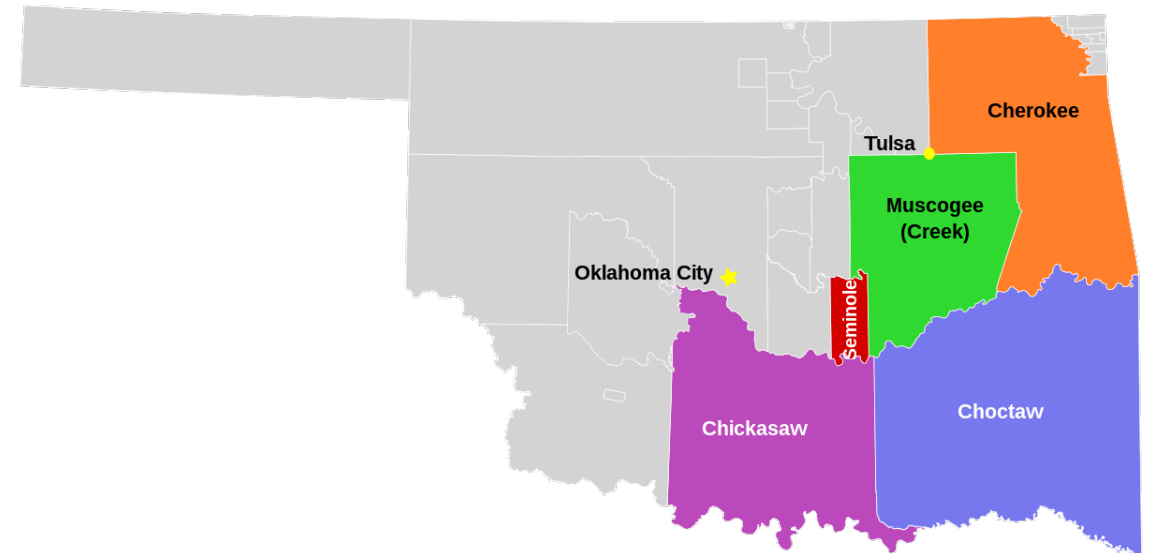 Cherokee
Tulsa
Muscogee
(Creek)
Oklahoma City
Seminole
Choctaw
Chickasaw